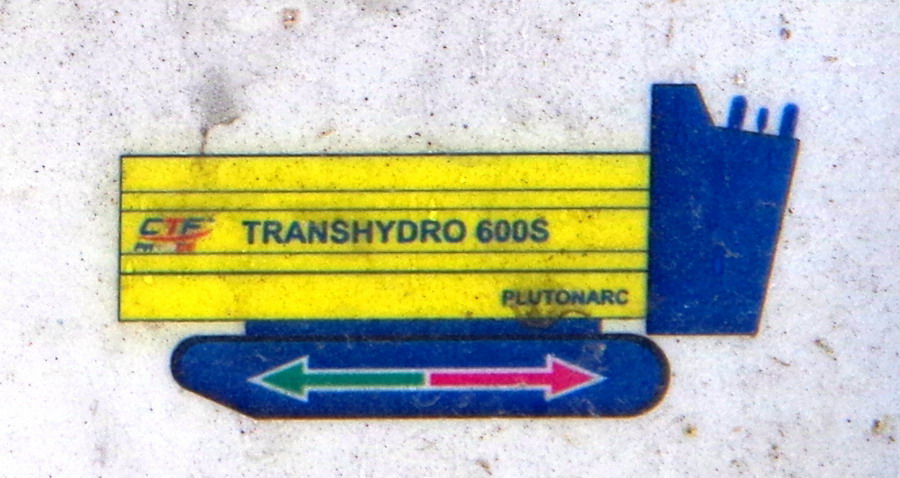 CTF
TRANSHYDRO 600S
PLUTONARC